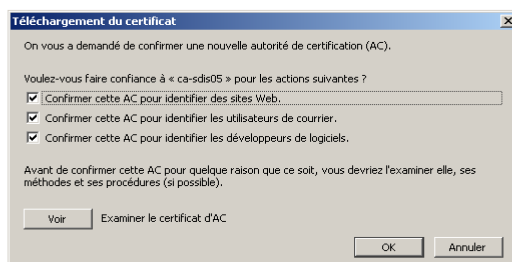 Téléchargement du certificat
On vous a demandé de confirmer une nouvelle autorité de certification (AC).
Voulez-vous faire confiance à « ca-sdis05 » pour les actions suivantes ?
Confirmer cette AC pour identifier des sites Web.
Confirmer cette AC pour identifier les utilisateurs de courrier.
Confirmer cette AC pour identifier les développeurs de logiciels.
Avant de confirmer cette AC pour quelque raison que ce soit, vous devriez l'examiner elle, ses
méthodes et ses procédures (si possible).
Voir Examiner le certificat d'AC
OK Annuler